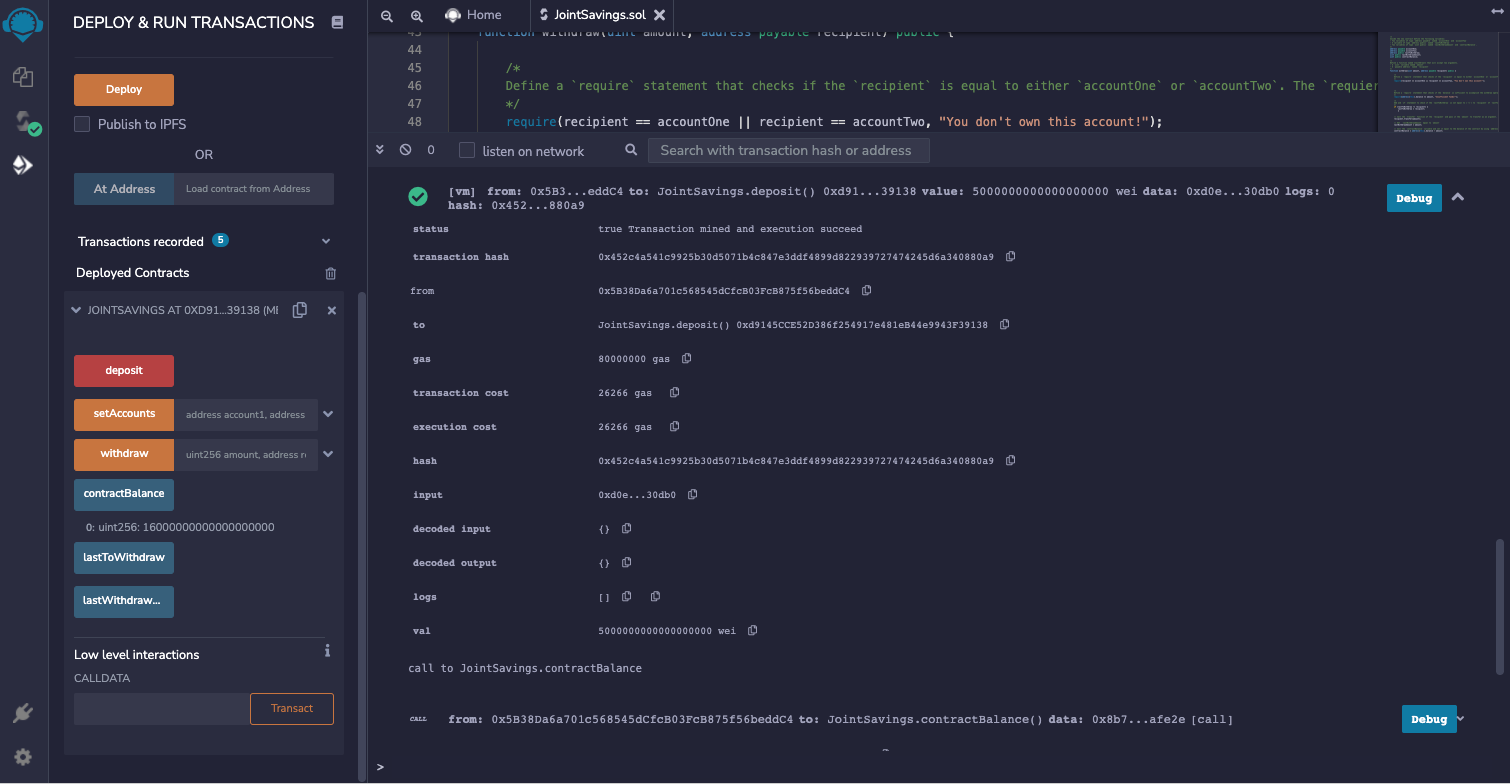 DEPLOY & RUN TRANSACTIONS
Deploy
Publish to IPFS
OR
At Address
Load contract from Address
Transactions recorded 5
Deployed Contracts
JOINTSAVINGS AT 0XD91...39138 (ME
deposit
setAccounts
address account1, address
withdraw
uint256 amount, address r
contractBalance
0: uint256: 16000000000000000000
lastToWithdraw
lastWithdraw...
Low level interactions
CALLDATA
Transact
Home
JointSavings.sol
43 function withdraw(uint amount, address payable recipient) public {
44
45 /*
46 Define a `require` statement that checks if the `recipient` is equal to either `accountOne` or `accountTwo`. The `requier
47 */
48 require(recipient == accountOne || recipient == accountTwo, "You don't own this account!");
0
listen on network
Search with transaction hash or address
[vm] from: 0x5B3...eddC4 to: JointSavings.deposit() 0xd91...39138 value: 5000000000000000000 wei data: 0xd0e...30db0 logs: 0
hash: 0x452...880a9
Debug
status true Transaction mined and execution succeed
transaction hash 0x452c4a541c9925b30d5071b4c847e3ddf4899d822939727474245d6a340880a9
from 0x5B38Da6a701c568545dCfcB03FcB875f56beddC4
to JointSavings.deposit() 0xd9145CCE52D386f254917e481eB44e9943F39138
gas 80000000 gas
transaction cost 26266 gas
execution cost 26266 gas
hash 0x452c4a541c9925b30d5071b4c847e3ddf4899d822939727474245d6a340880a9
input 0xd0e...30db0
decoded input {}
decoded output {}
logs []
val 5000000000000000000 wei
call to JointSavings.contractBalance
CALL from: 0x5B38Da6a701c568545dCfcB03FcB875f56beddC4 to: JointSavings.contractBalance() data: 0x8b7...afe2e [call]
Debug
>